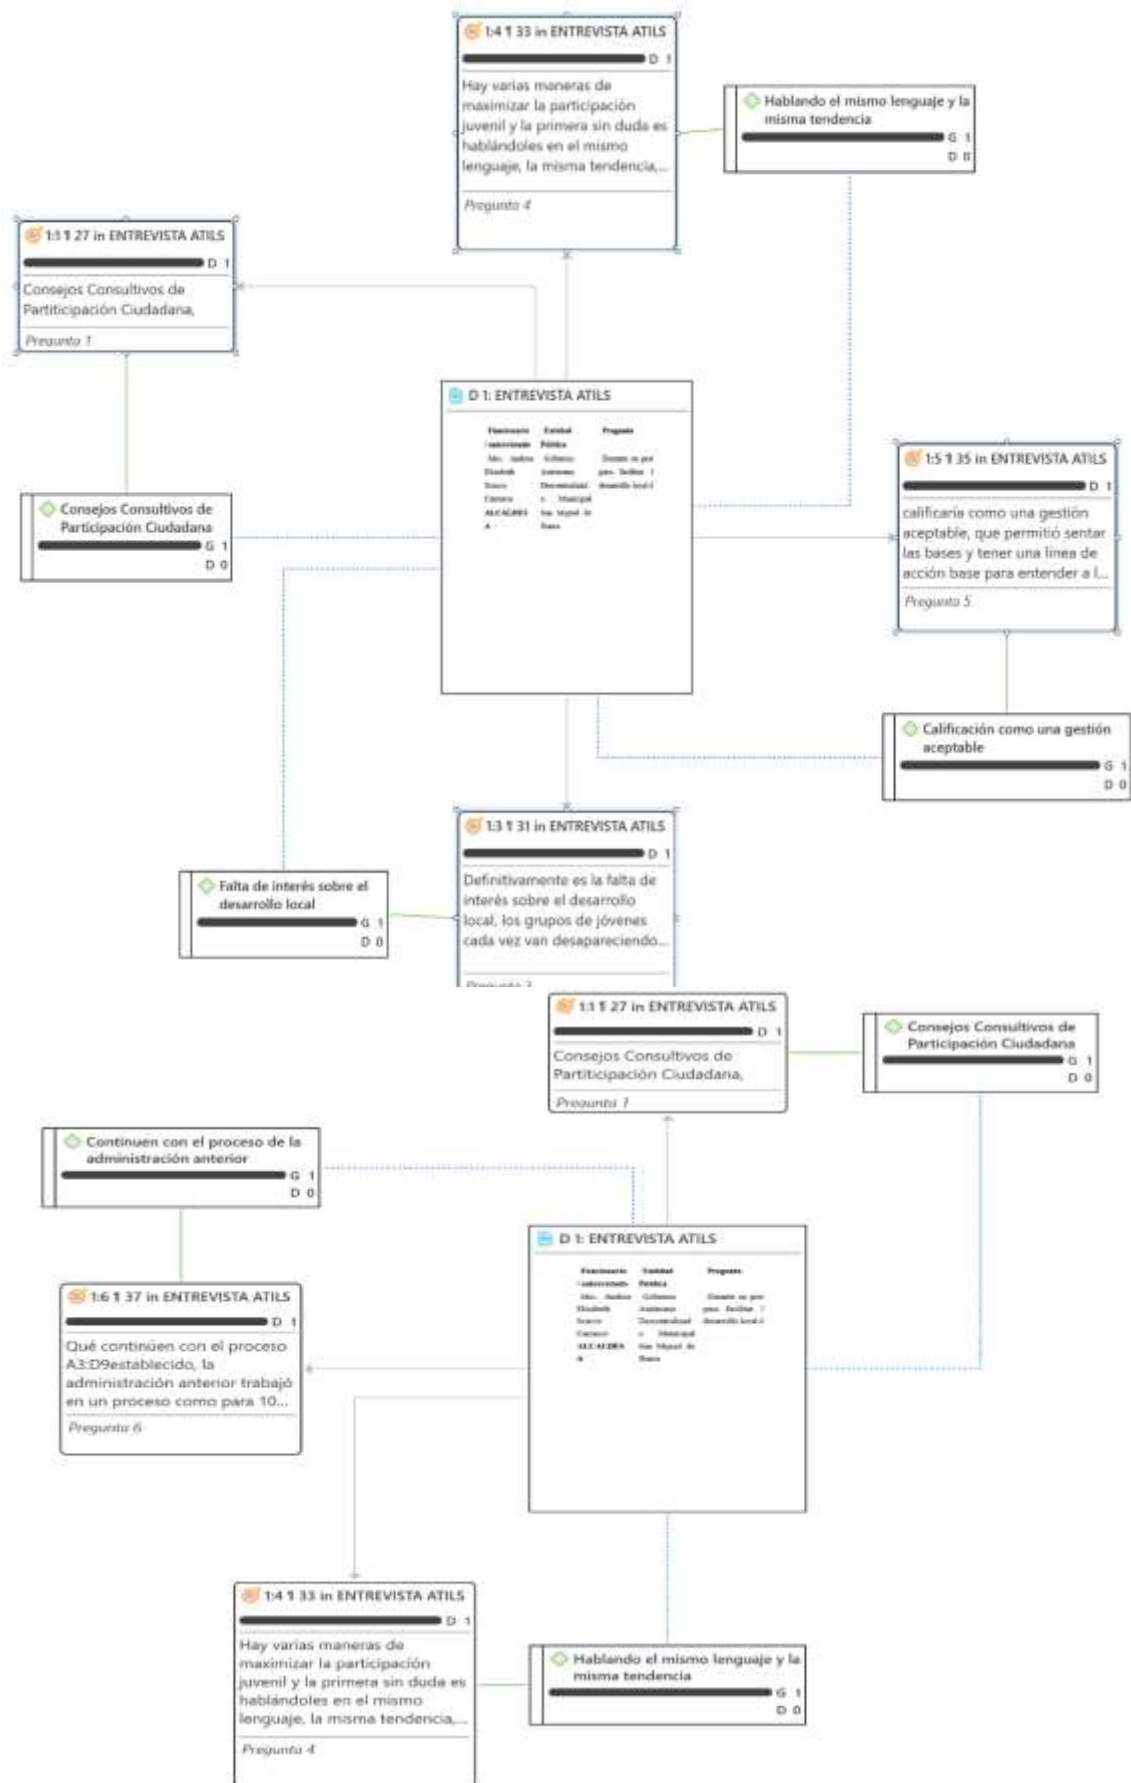 1:4 ¶ 33 in ENTREVISTA ATILS
D 1
Hay varias maneras de
maximizar la participación
juvenil y la primera sin duda es
hablándoles en el mismo
lenguaje, la misma tendencia,...
Pregunta 4
Hablando el mismo lenguaje y la
misma tendencia
G 1
D 0
1:1 ¶ 27 in ENTREVISTA ATILS
D 1
Consejos Consultivos de
Partiticipación Ciudadana,
Pregunta 1
D 1: ENTREVISTA ATILS
Funcionario Entidad Pregunta
Pública
ALCALDES
A
1:5 ¶ 35 in ENTREVISTA ATILS
D 1
calificaría como una gestión
aceptable, que permitió sentar
las bases y tener una línea de
acción base para entender a l...
Pregunta 5
Consejos Consultivos de
Participación Ciudadana
G 1
D 0
Calificación como una gestión
aceptable
G 1
D 0
1:3 ¶ 31 in ENTREVISTA ATILS
D 1
Definitivamente es la falta de
interés sobre el desarrollo
local, los grupos de jóvenes
cada vez van desapareciendo...
Falta de interés sobre el
desarrollo local
G 1
D 0
1:1 ¶ 27 in ENTREVISTA ATILS
D 1
Consejos Consultivos de
Partiticipación Ciudadana,
Pregunta 1
Consejos Consultivos de
Participación Ciudadana
G 1
D 0
Continuen con el proceso de la
administración anterior
G 1
D 0
D 1: ENTREVISTA ATILS
Funcionario Entidad Pregunta
Pública
ALCALDES
A
1:6 ¶ 37 in ENTREVISTA ATILS
D 1
Qué continúen con el proceso
A3:D9establecido, la
administración anterior trabajó
en un proceso como para 10...
Pregunta 6
1:4 ¶ 33 in ENTREVISTA ATILS
D 1
Hay varias maneras de
maximizar la participación
juvenil y la primera sin duda es
hablándoles en el mismo
lenguaje, la misma tendencia,...
Pregunta 4
Hablando el mismo lenguaje y la
misma tendencia
G 1
D 0